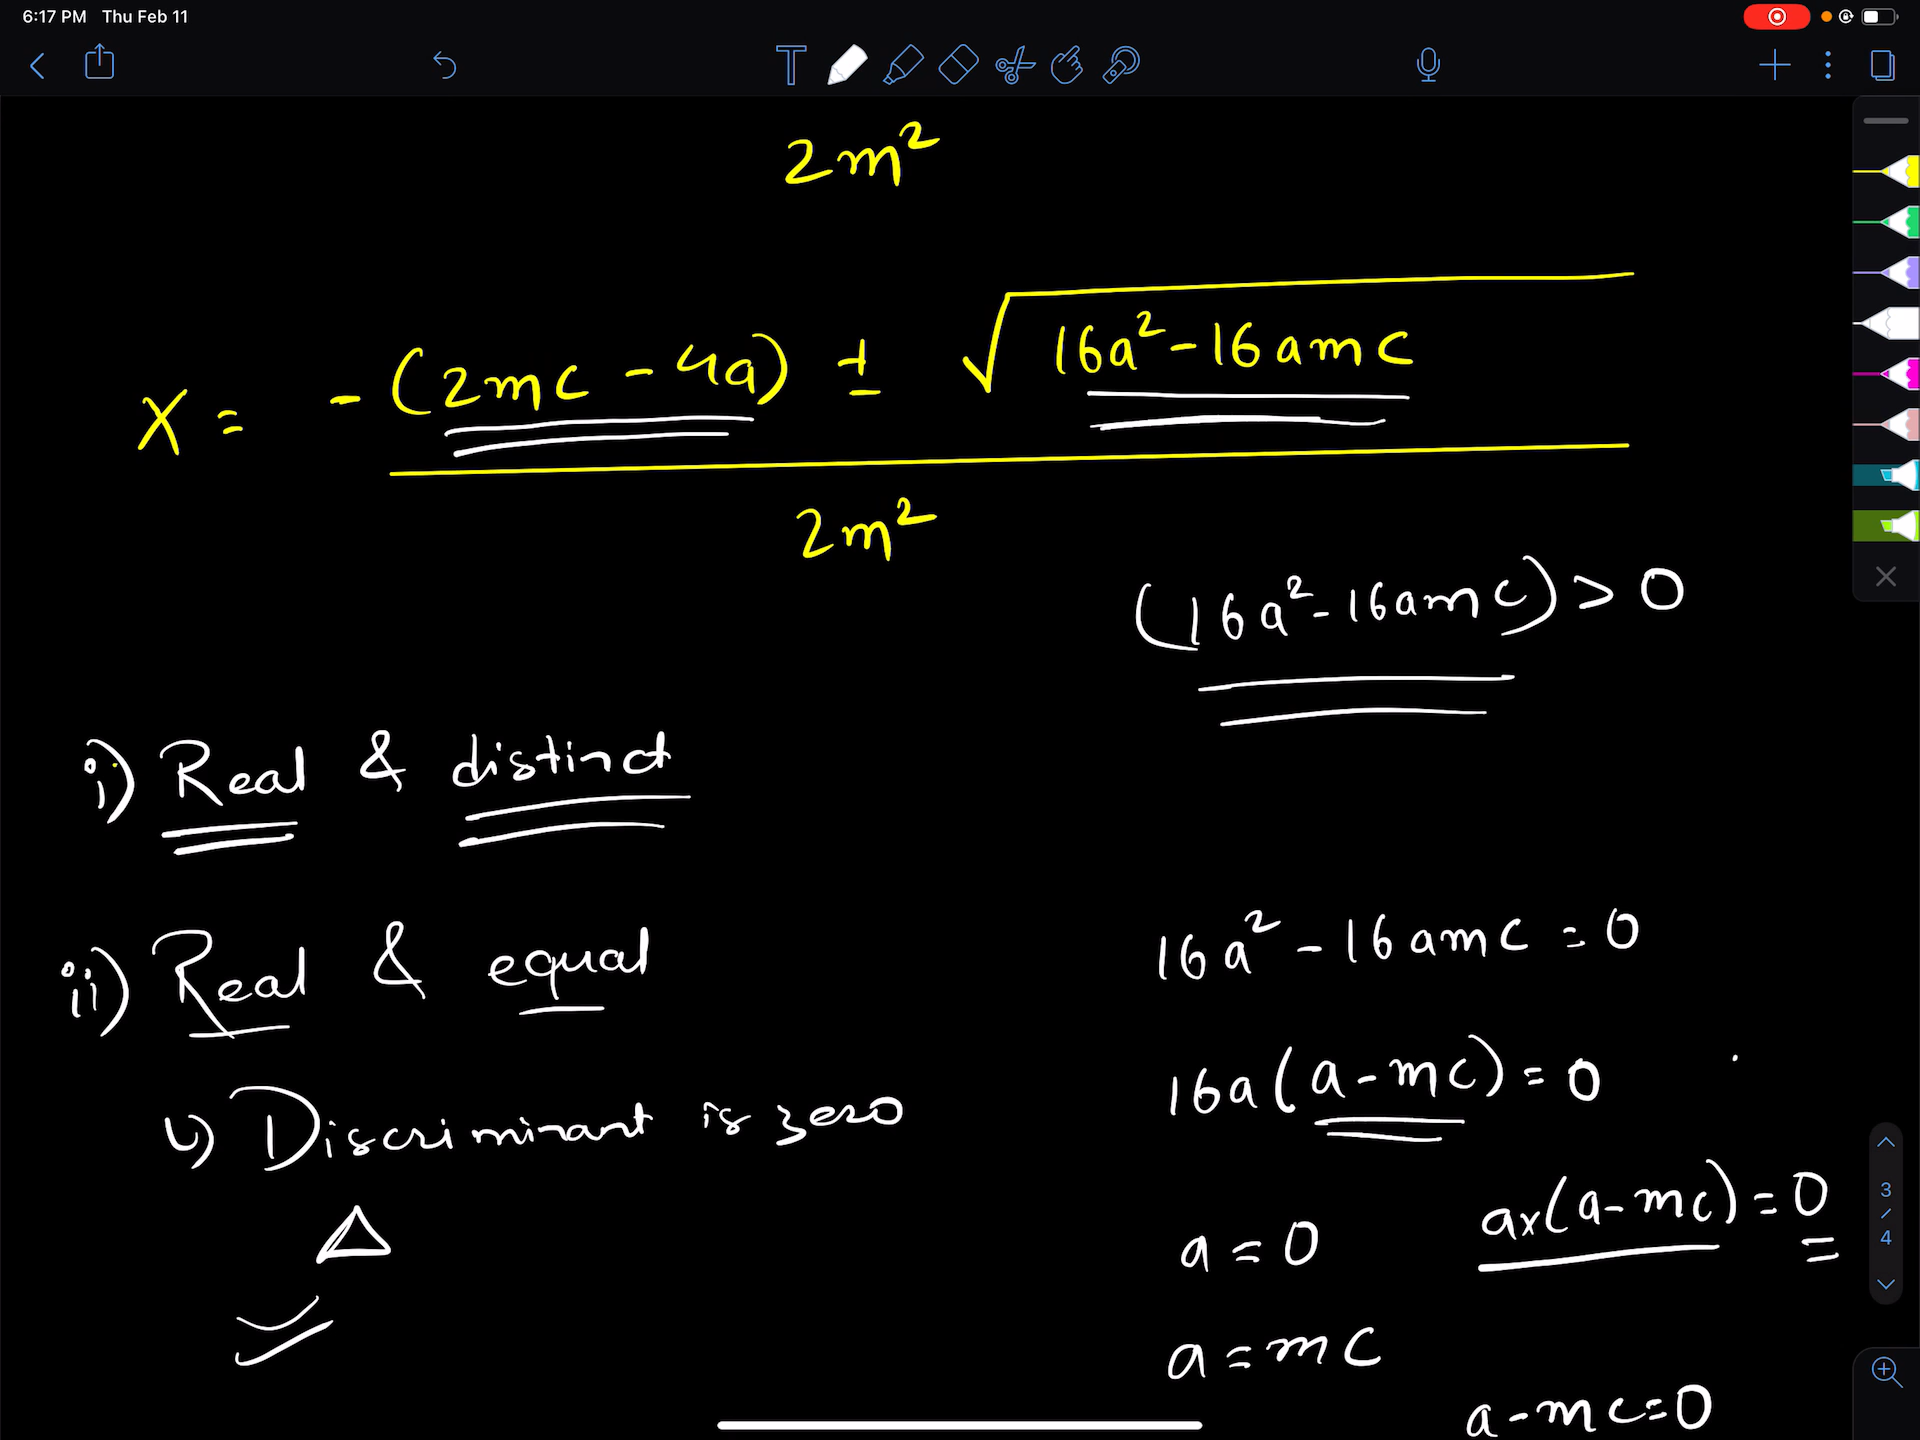 6:17 PM Thu Feb 11
2m²
x = -(2mc - 4a) ± √(16a² - 16amc)
2m²
(16a² - 16amc) > 0
i) Real & distinct
ii) Real & equal
16a² - 16amc = 0
16a(a - mc) = 0
↳ Discriminant is zero
ax(a - mc) = 0
△
a = 0
a = mc
a - mc = 0
3
/
4